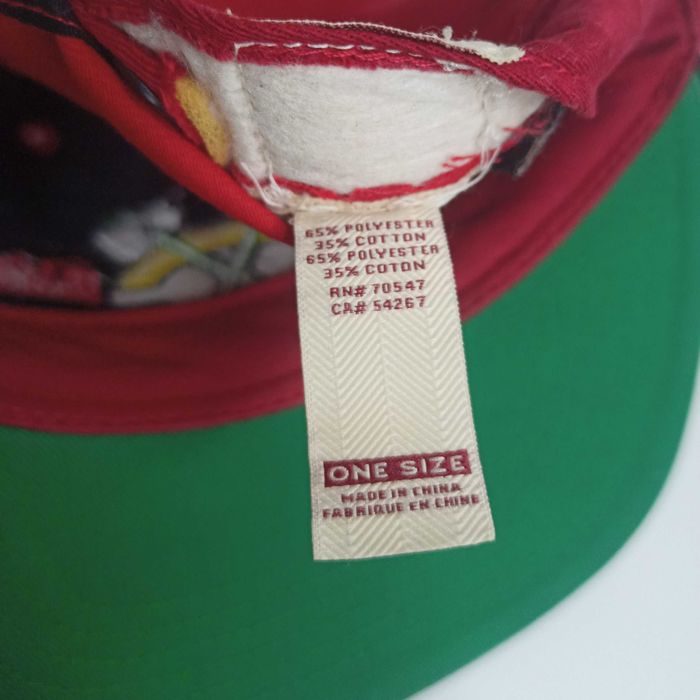 65% POLYESTER
35% COTTON
65% POLYESTER
35% COTON
RN# 70547
CA# 54267
ONE SIZE
MADE IN CHINA
FABRIQUE EN CHINE